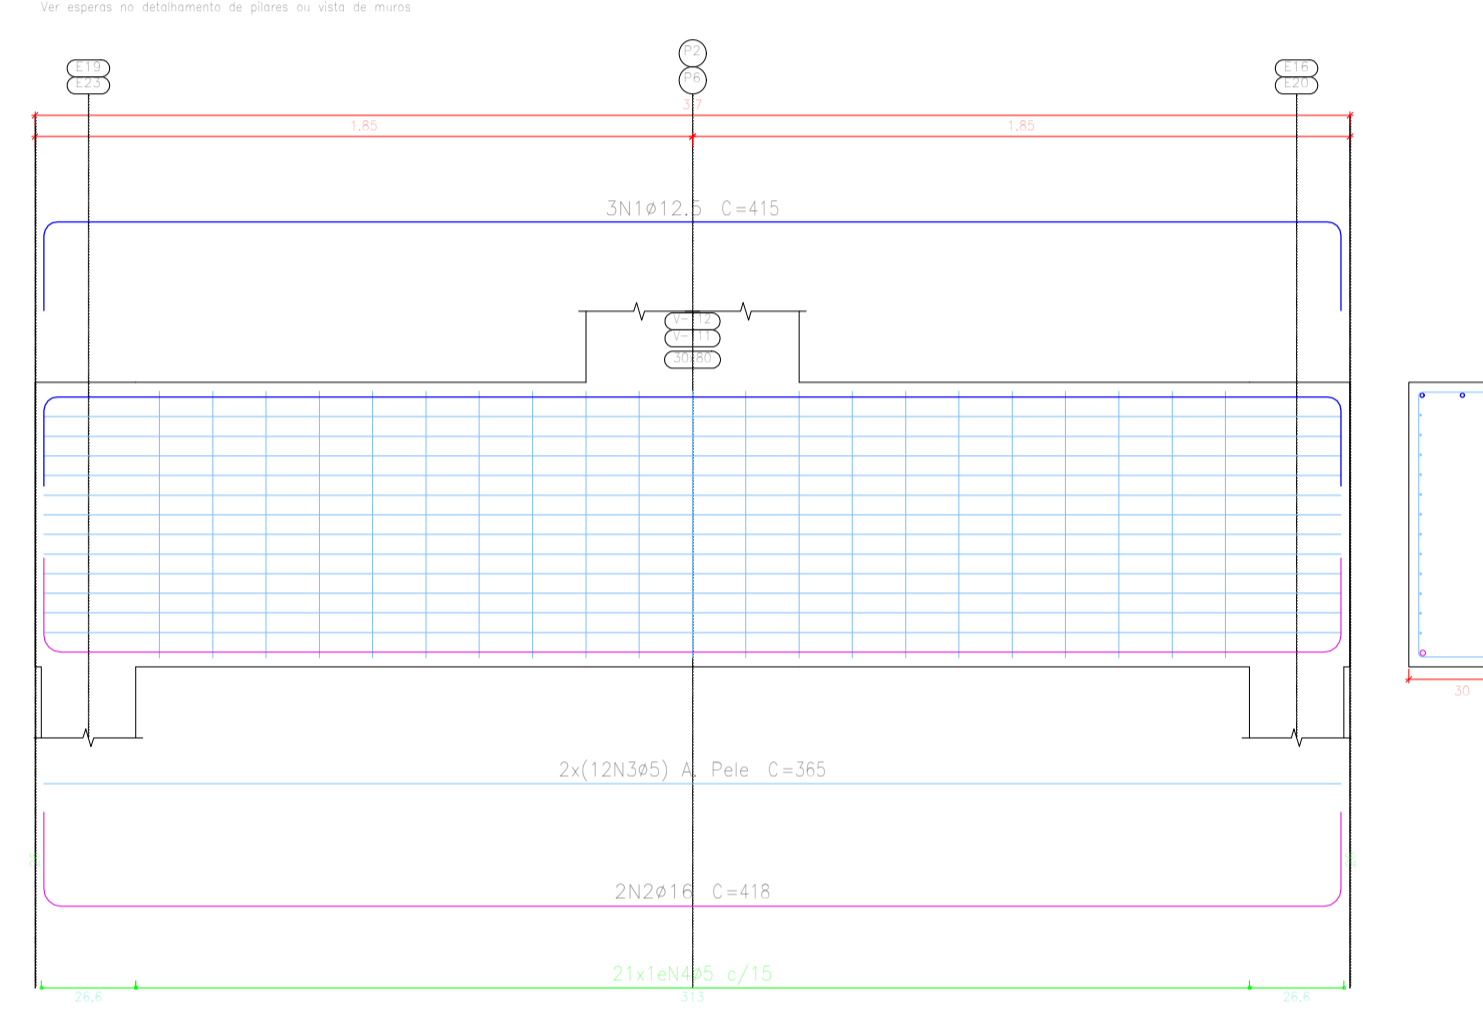 Ver esperas no detalhamento de pilares ou vista de muros
P2
E19
E16
E23
P6
E20
3.7
1.85
1.85
3N1ø12.5 C=415
V-112
V-111
30x80
30
2x(12N3ø5) A. Pele C=365
2N2ø16 C=418
21x1eN4ø5 c/15
26.6
313
26.6